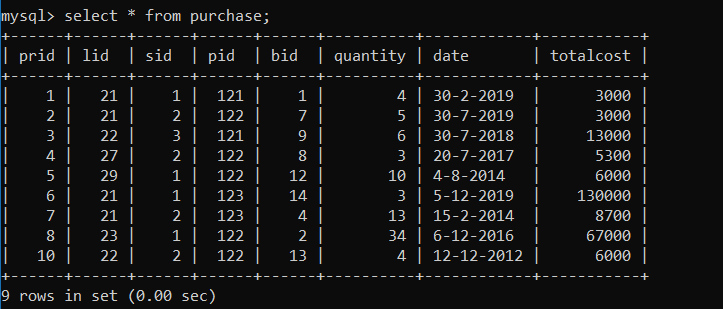 mysql> select * from purchase;
+------+------+------+------+------+----------+------------+-----------+
| prid | lid  | sid  | pid  | bid  | quantity | date       | totalcost |
+------+------+------+------+------+----------+------------+-----------+
|    1 |   21 |    1 |  121 |    1 |        4 | 30-2-2019  |      3000 |
|    2 |   21 |    2 |  122 |    7 |        5 | 30-7-2019  |      3000 |
|    3 |   22 |    3 |  121 |    9 |        6 | 30-7-2018  |     13000 |
|    4 |   27 |    2 |  122 |    8 |        3 | 20-7-2017  |      5300 |
|    5 |   29 |    1 |  122 |   12 |       10 | 4-8-2014   |      6000 |
|    6 |   21 |    1 |  123 |   14 |        3 | 5-12-2019  |    130000 |
|    7 |   21 |    2 |  123 |    4 |       13 | 15-2-2014  |      8700 |
|    8 |   23 |    1 |  122 |    2 |       34 | 6-12-2016  |     67000 |
|   10 |   22 |    2 |  122 |   13 |        4 | 12-12-2012 |      6000 |
+------+------+------+------+------+----------+------------+-----------+
9 rows in set (0.00 sec)